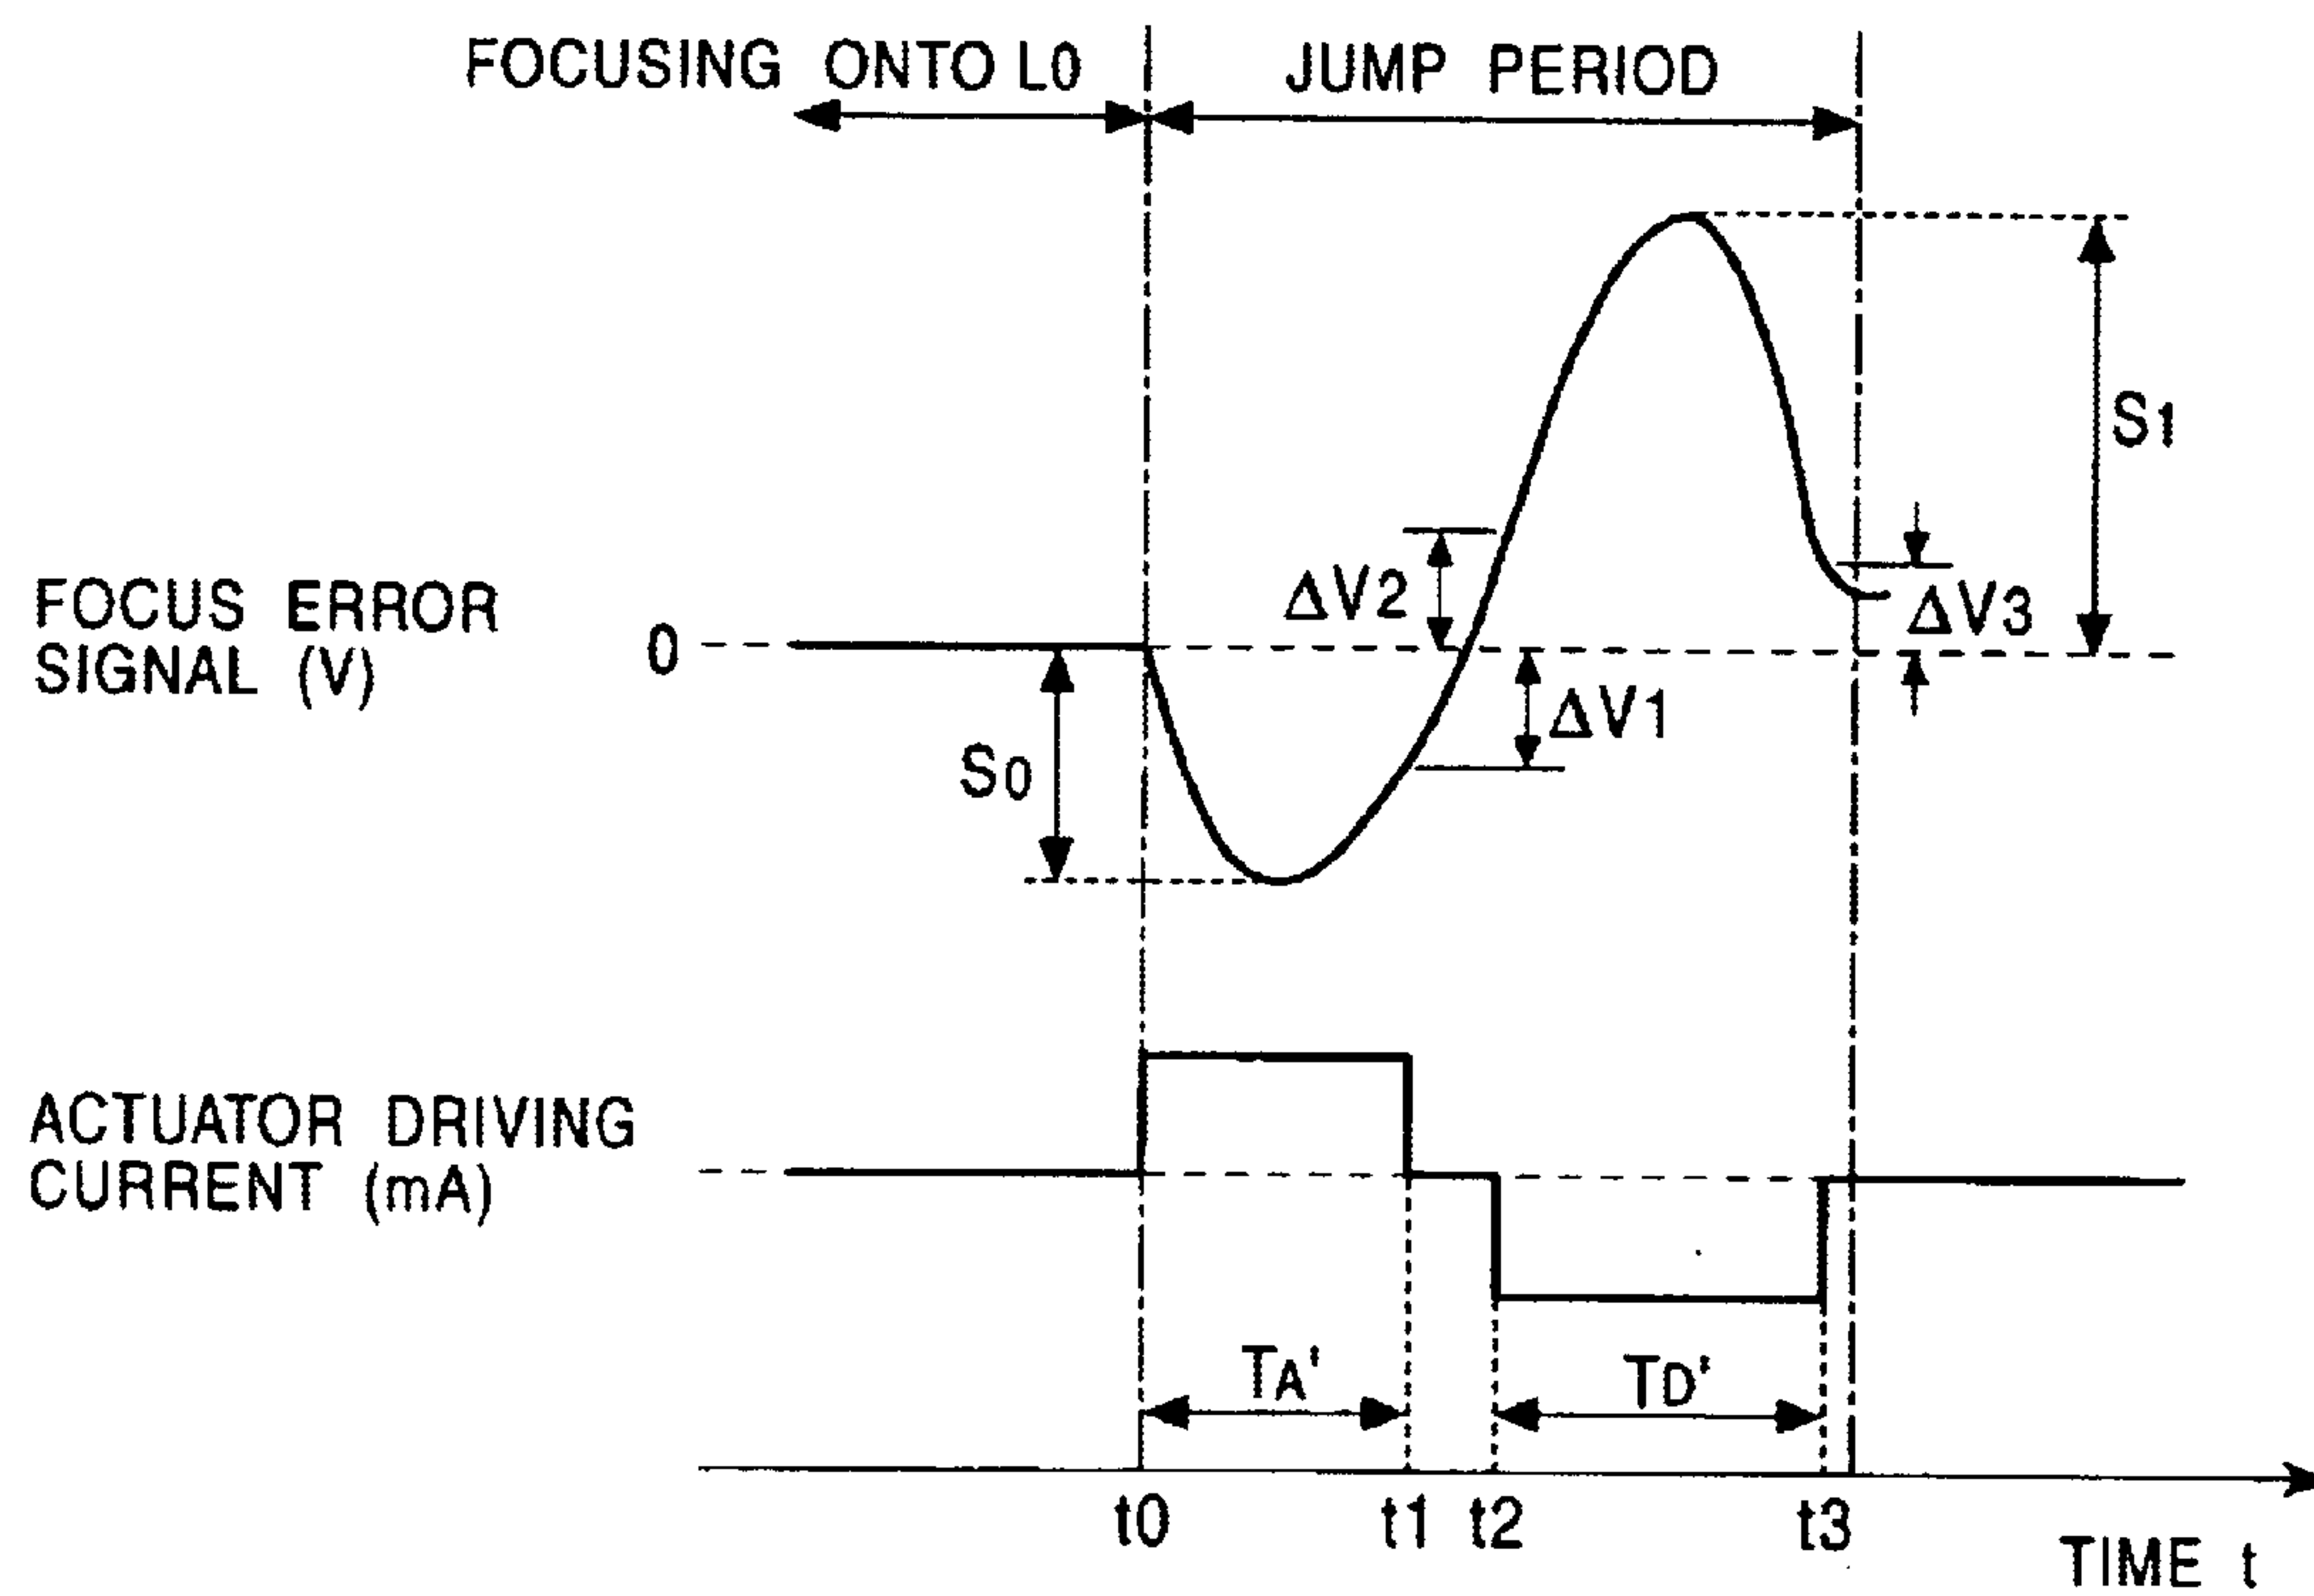 FOCUSING ONTO L0
JUMP PERIOD
S1
ΔV2
ΔV3
FOCUS ERROR
SIGNAL (V)
0
ΔV1
S0
ACTUATOR DRIVING
CURRENT (mA)
TA'
TD'
t0
t1
t2
t3
TIME t